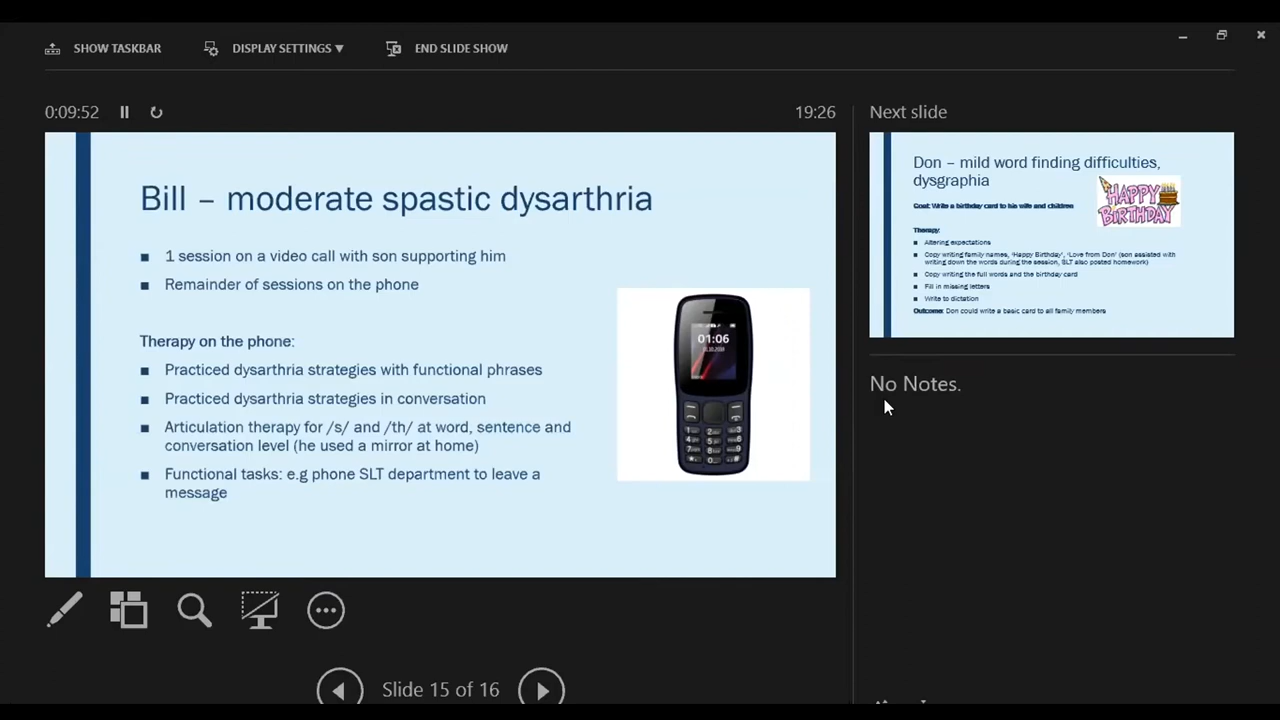 SHOW TASKBAR DISPLAY SETTINGS ▼ END SLIDE SHOW
0:09:52 19:26
Bill – moderate spastic dysarthria
■ 1 session on a video call with son supporting him
■ Remainder of sessions on the phone
Therapy on the phone:
■ Practiced dysarthria strategies with functional phrases
■ Practiced dysarthria strategies in conversation
■ Articulation therapy for /s/ and /th/ at word, sentence and
conversation level (he used a mirror at home)
■ Functional tasks: e.g phone SLT department to leave a
message
01:06
Slide 15 of 16
Next slide
Don – mild word finding difficulties,
dysgraphia
HAPPY
BIRTHDAY
Goal: Write a birthday card to his wife and children
Therapy:
■ Altering expectations
■ Copy writing family names, 'Happy Birthday', 'Love from Don' (son assisted with
writing down the words during the session, SLT also posted homework)
■ Copy writing the full words and the birthday card
■ Fill in missing letters
■ Write to dictation
Outcome: Don could write a basic card to all family members
No Notes.